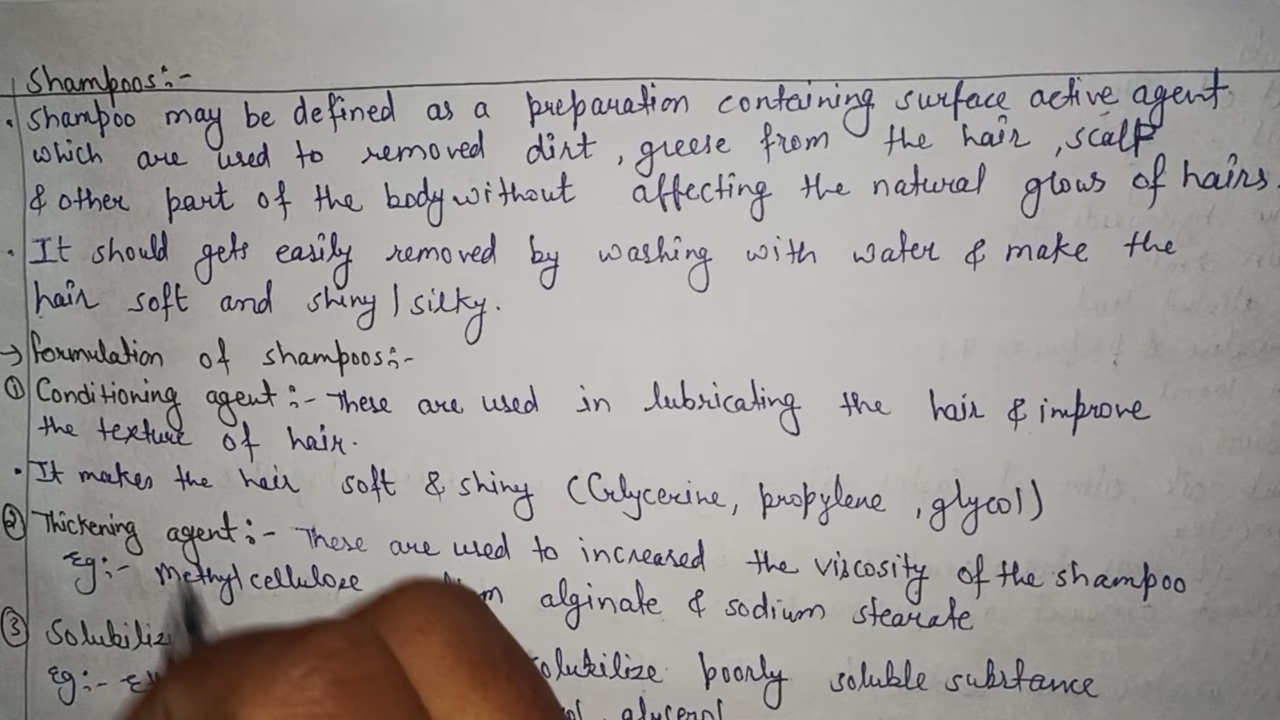 Shampoos:-
• Shampoo may be defined as a preparation containing surface active agent
which are used to removed dirt, greese from the hair, scalp
& other part of the body without affecting the natural glows of hairs.
• It should gets easily removed by washing with water & make the
hair soft and shiny/silky.
→ formulation of shampoos:-
① Conditioning agent:- These are used in lubricating the hair & improve
the texture of hair.
• It makes the hair soft & shiny (Glycerine, propylene, glycol)
② Thickening agent:- These are used to increased the viscosity of the shampoo
Eg:- Methyl cellulose alginate & sodium stearate
③ poorly soluble substance
Eg:- glycerol